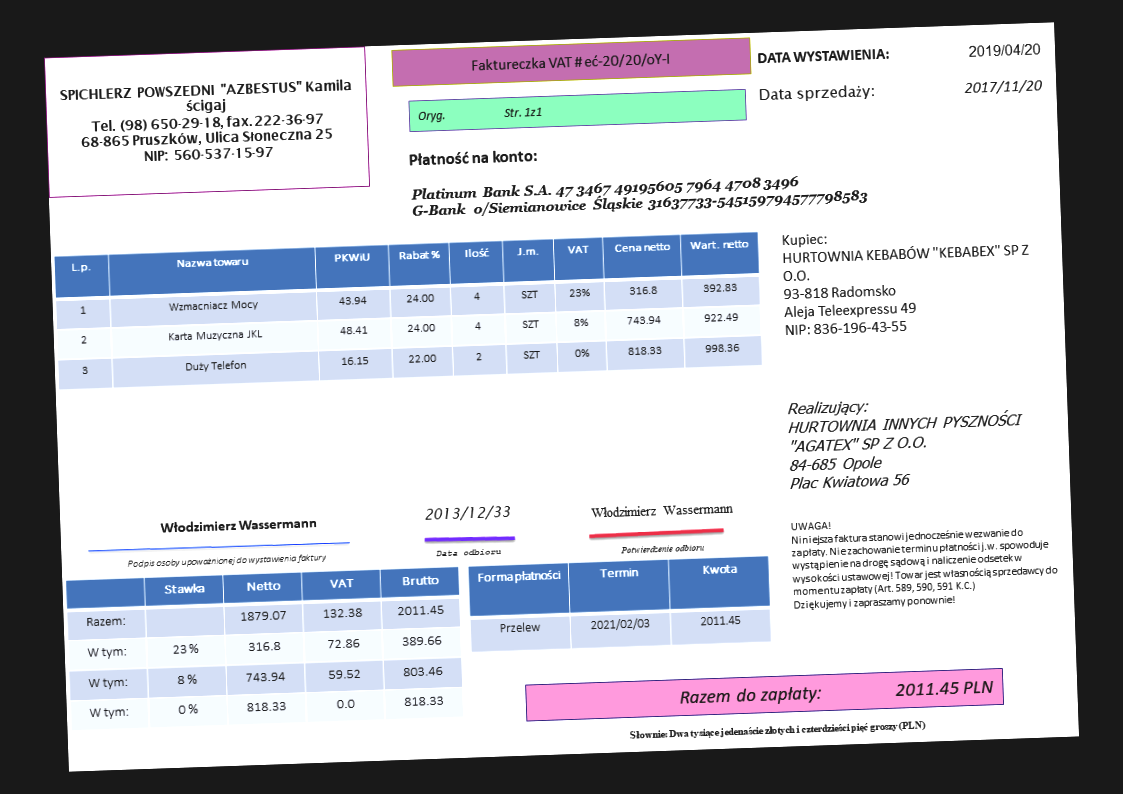 SPICHLERZ POWSZEDNI "AZBESTUS" Kamila
ścigaj
Tel. (98) 650-29-18, fax. 222-36-97
68-865 Pruszków, Ulica Słoneczna 25
NIP: 560-537-15-97
Faktureczka VAT #eć-20/20/oY-I
Oryg. Str. 1z1
DATA WYSTAWIENIA: 2019/04/20
Data sprzedaży: 2017/11/20
Płatność na konto:
Platinum Bank S.A. 47 3467 49195605 7964 4708 3496
G-Bank o/Siemianowice Śląskie 31637733-545159794577798583
L.p. Nazwa towaru PKWiU Rabat % Ilość J.m. VAT Cena netto Wart. netto
1 Wzmacniacz Mocy 43.94 24.00 4 SZT 23% 316.8 392.83
2 Karta Muzyczna JKL 48.41 24.00 4 SZT 8% 743.94 922.49
3 Duży Telefon 16.15 22.00 2 SZT 0% 818.33 998.36
Kupiec:
HURTOWNIA KEBABÓW "KEBABEX" SP Z
O.O.
93-818 Radomsko
Aleja Teleexpressu 49
NIP: 836-196-43-55
Realizujący:
HURTOWNIA INNYCH PYSZNOŚCI
"AGATEX" SP Z O.O.
84-685 Opole
Plac Kwiatowa 56
Włodzimierz Wassermann
Podpis osoby upoważnionej do wystawienia faktury
2013/12/33
Data odbioru
Włodzimierz Wassermann
Potwierdzenie odbioru
UWAGA!
Niniejsza faktura stanowi jednocześnie wezwanie do
zapłaty. Nie zachowanie terminu płatności j.w. spowoduje
wystąpienie na drogę sądową i naliczenie odsetek w
wysokości ustawowej! Towar jest własnością sprzedawcy do
momentu zapłaty (Art. 589, 590, 591 K.C.)
Dziękujemy i zapraszamy ponownie!
Stawka Netto VAT Brutto
Razem: 1879.07 132.38 2011.45
W tym: 23 % 316.8 72.86 389.66
W tym: 8 % 743.94 59.52 803.46
W tym: 0 % 818.33 0.0 818.33
Forma płatności Termin Kwota
Przelew 2021/02/03 2011.45
Razem do zapłaty: 2011.45 PLN
Słownie: Dwa tysiące jedenaście złotych i czterdzieści pięć groszy (PLN)